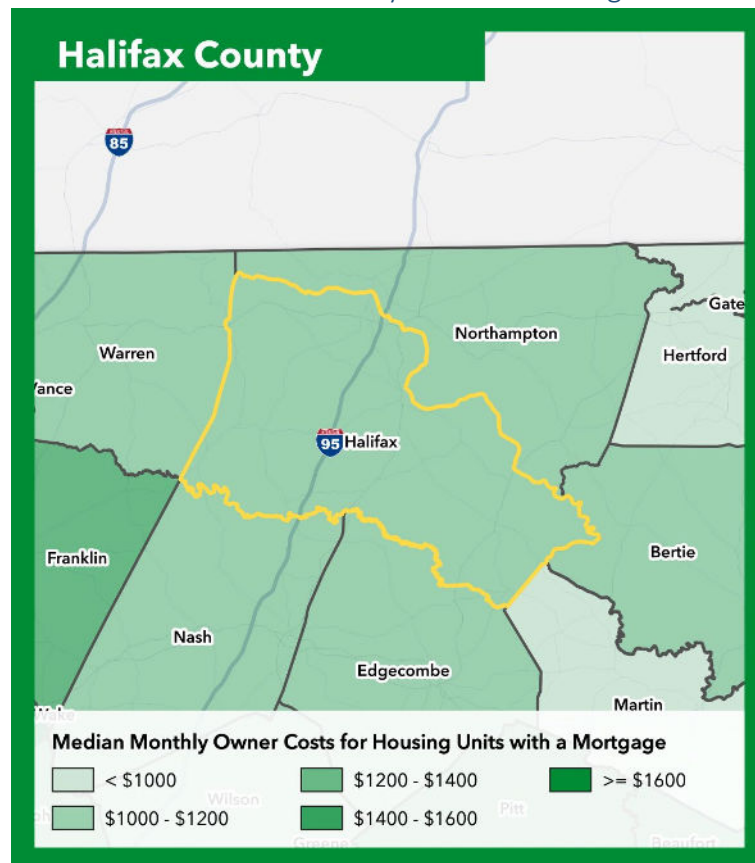 Halifax County
85
Northampton
Gate
Warren
Hertford
Vance
95 Halifax
Franklin
Bertie
Nash
Edgecombe
Martin
Wake
Median Monthly Owner Costs for Housing Units with a Mortgage
< $1000
$1200 - $1400
>= $1600
$1000 - $1200
$1400 - $1600
Wilson
Pitt
Greene
Beaufort